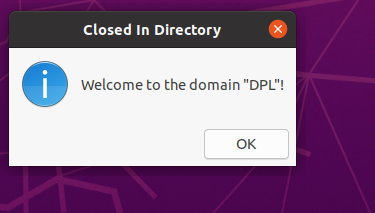 Closed In Directory
Welcome to the domain "DPL"!
OK